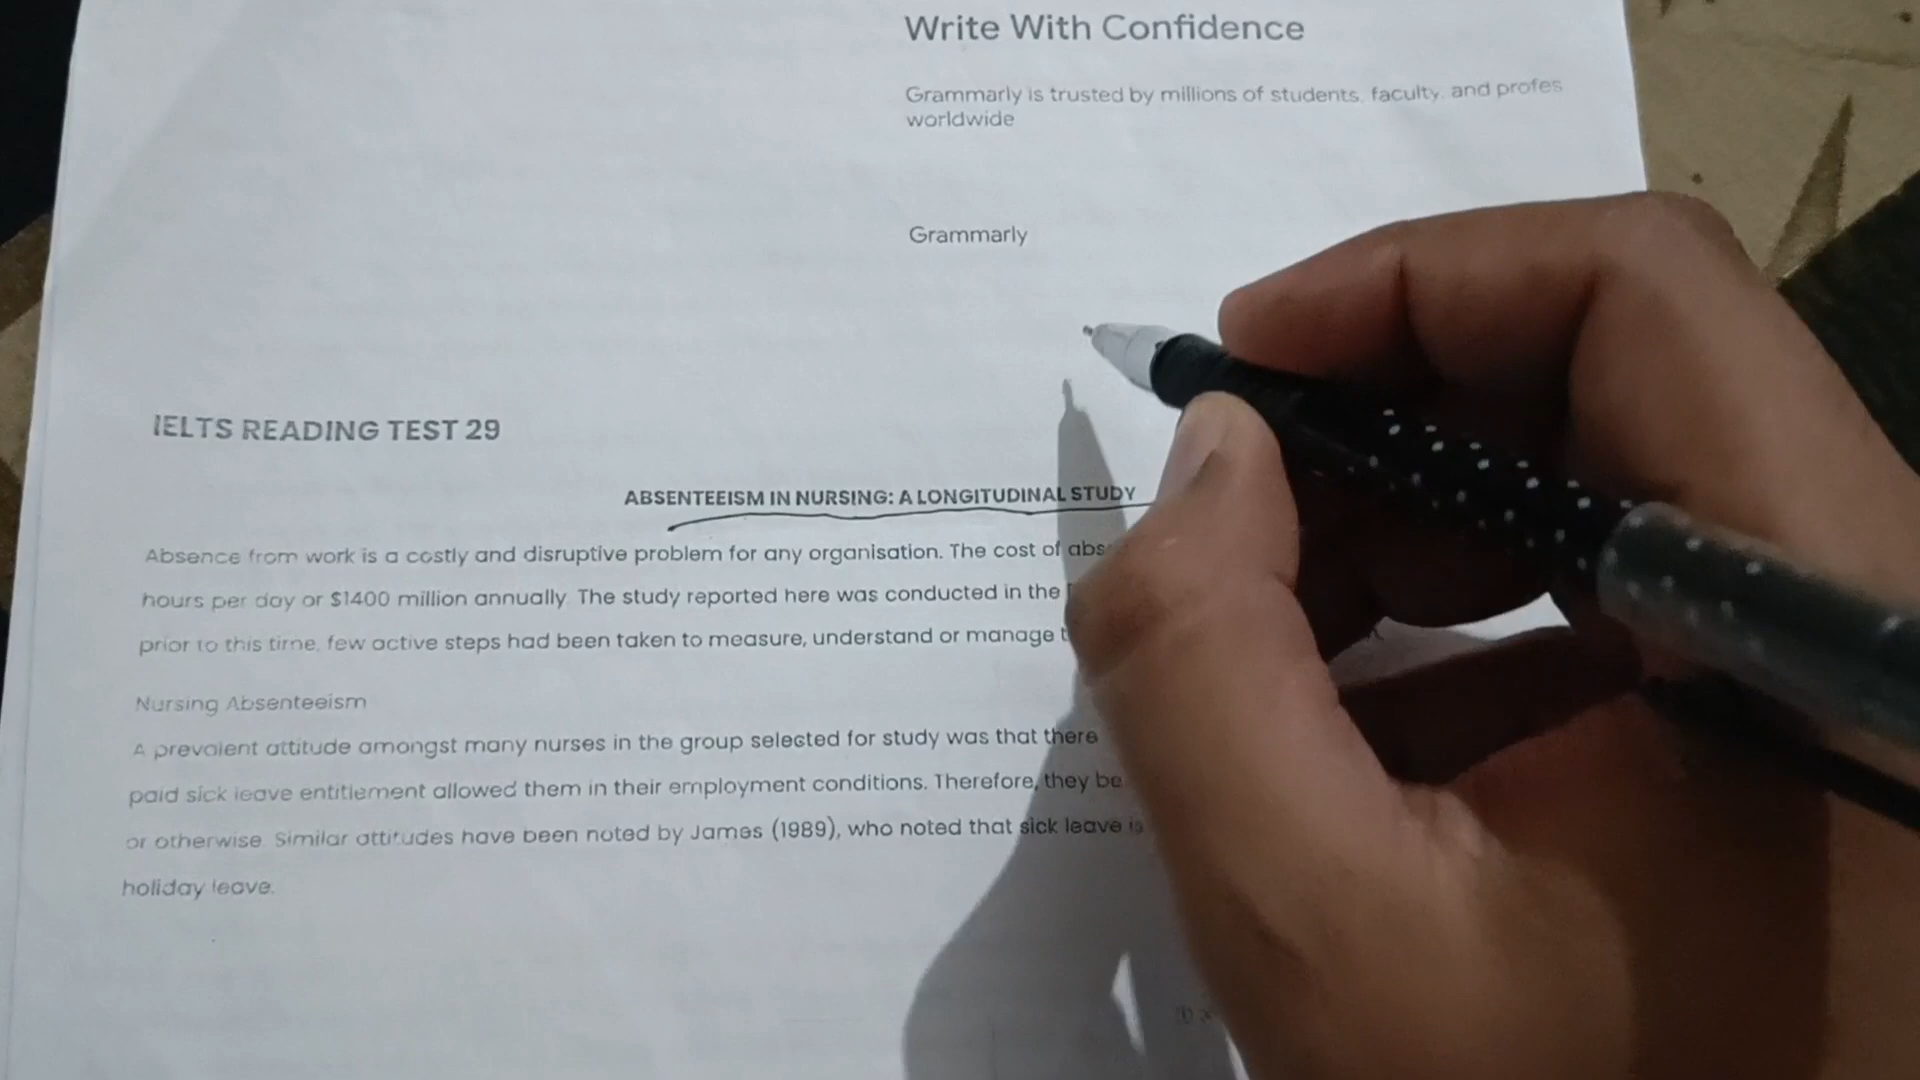 Write With Confidence
Grammarly is trusted by millions of students, faculty, and profes
worldwide
Grammarly
IELTS READING TEST 29
ABSENTEEISM IN NURSING: A LONGITUDINAL STUDY
Absence from work is a costly and disruptive problem for any organisation. The cost of abs
hours per day or $1400 million annually. The study reported here was conducted in the
prior to this time, few active steps had been taken to measure, understand or manage t
Nursing Absenteeism
A prevalent attitude amongst many nurses in the group selected for study was that there
paid sick leave entitlement allowed them in their employment conditions. Therefore, they be
or otherwise. Similar attitudes have been noted by James (1989), who noted that sick leave is
holiday leave.